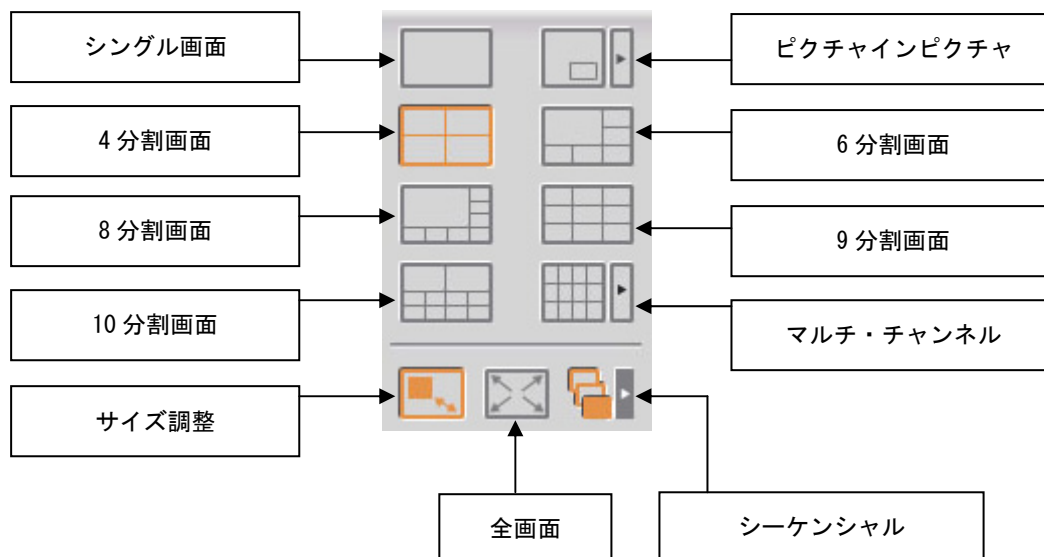 シングル画面
ピクチャインピクチャ
4 分割画面
6 分割画面
8 分割画面
9 分割画面
10 分割画面
マルチ・チャンネル
サイズ調整
全画面
シーケンシャル